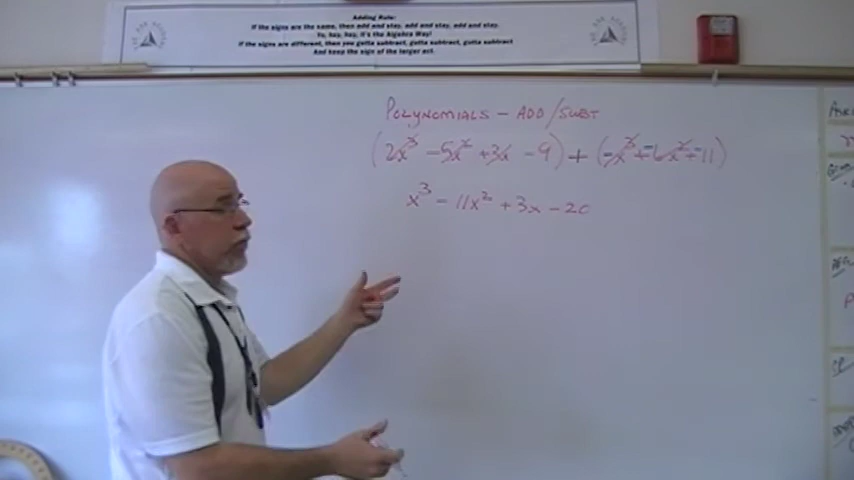 Adding Rule:
If the signs are the same, then add and stay, add and stay, add and stay.
Yo, hey, hey, it's the Algebra Way!
If the signs are different, then you gotta subtract, gotta subtract, gotta subtract
And keep the sign of the larger act.
POLYNOMIALS - ADD/SUBT
(2x³ - 5x² + 3x - 9) + (-x³ + -6x² + -11)
x³ - 11x² + 3x - 20